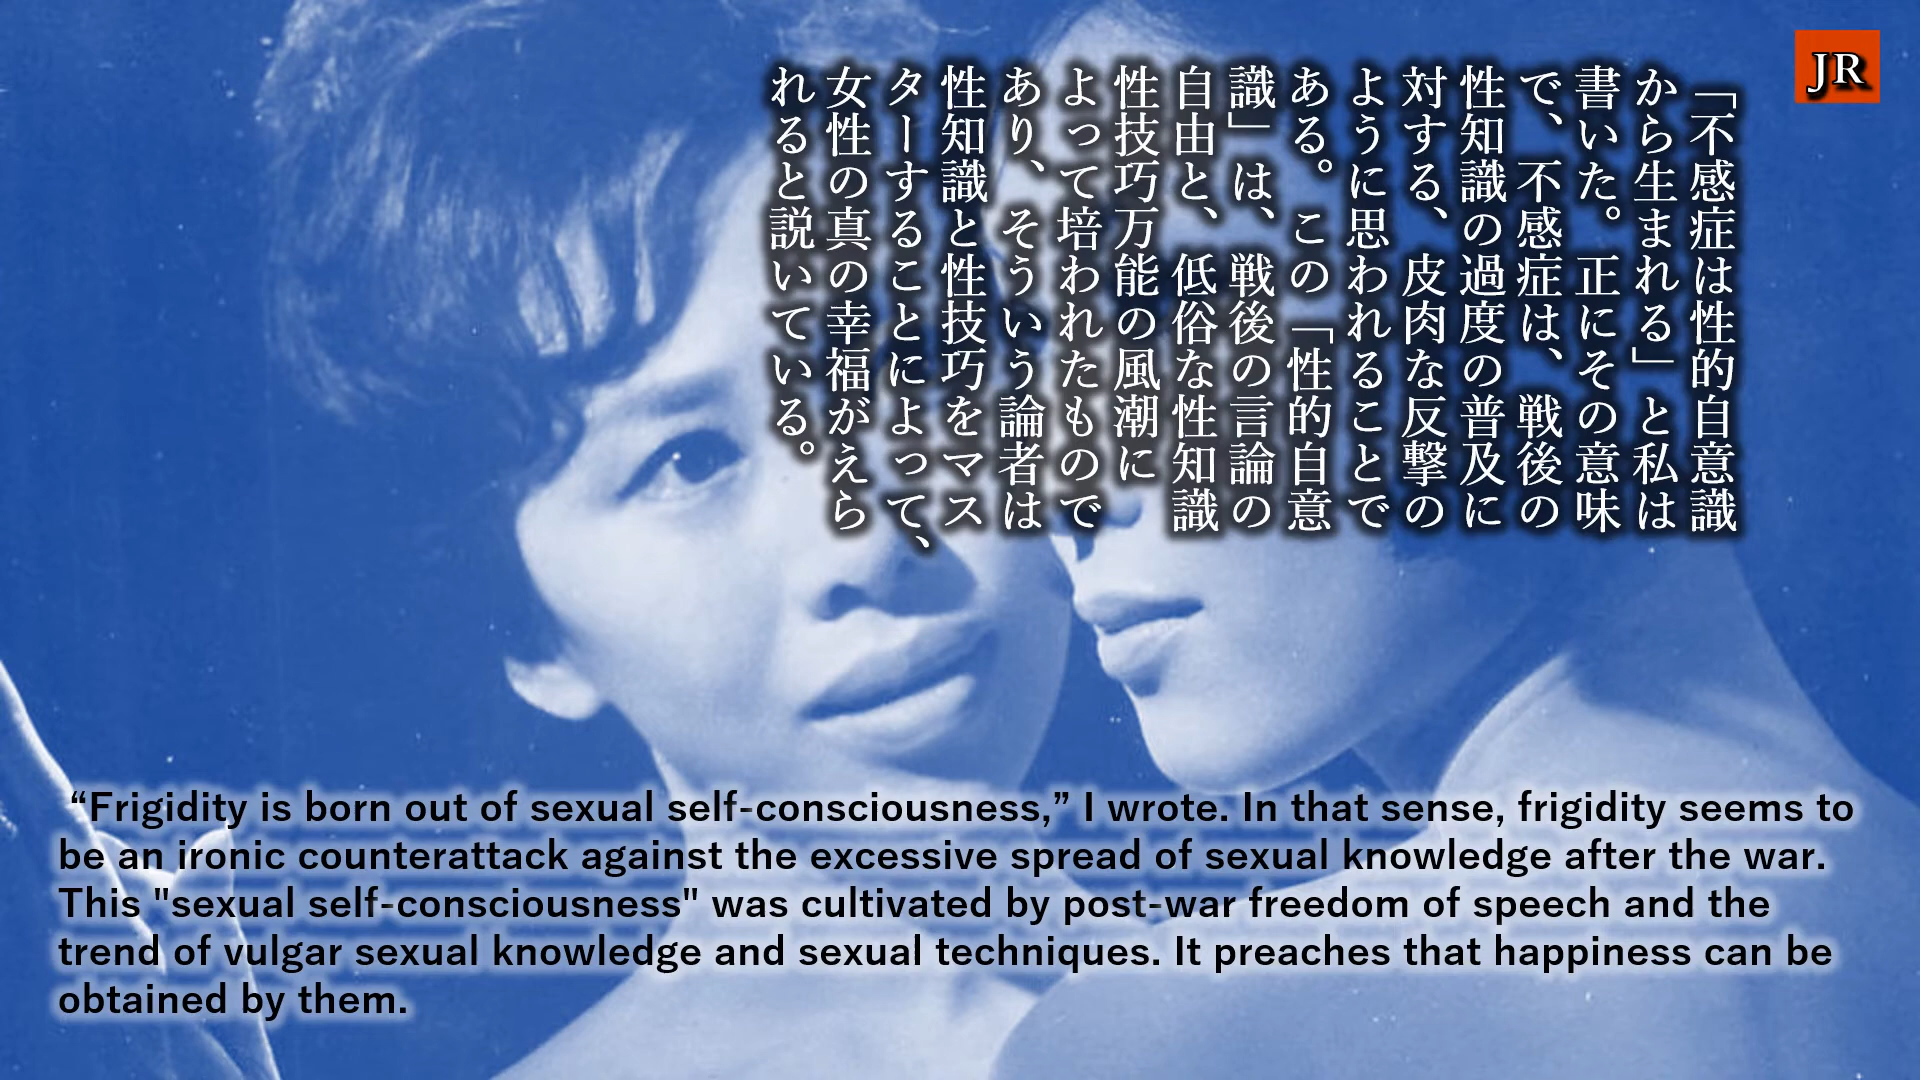 「不感症は性的自意識
から生まれる」と私は
書いた。正にその意味
で、不感症は、戦後の
性知識の過度の普及に
対する、皮肉な反撃の
ように思われることで
ある。この「性的自意
識」は、戦後の言論の
自由と、低俗な性知識
性技巧万能の風潮に
よって培われたもので
あり、そういう論者は
性知識と性技巧をマス
ターすることによって、
女性の真の幸福がえら
れると説いている。
JR
“Frigidity is born out of sexual self-consciousness,” I wrote. In that sense, frigidity seems to
be an ironic counterattack against the excessive spread of sexual knowledge after the war.
This "sexual self-consciousness" was cultivated by post-war freedom of speech and the
trend of vulgar sexual knowledge and sexual techniques. It preaches that happiness can be
obtained by them.